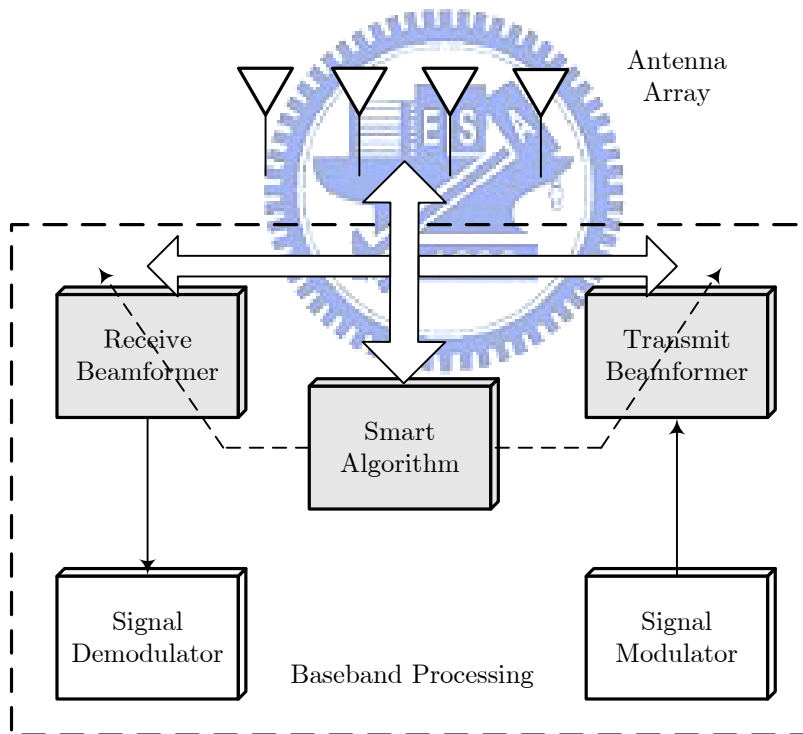 Antenna
Array
E S A
Receive
Beamformer
Transmit
Beamformer
Smart
Algorithm
Signal
Demodulator
Signal
Modulator
Baseband Processing